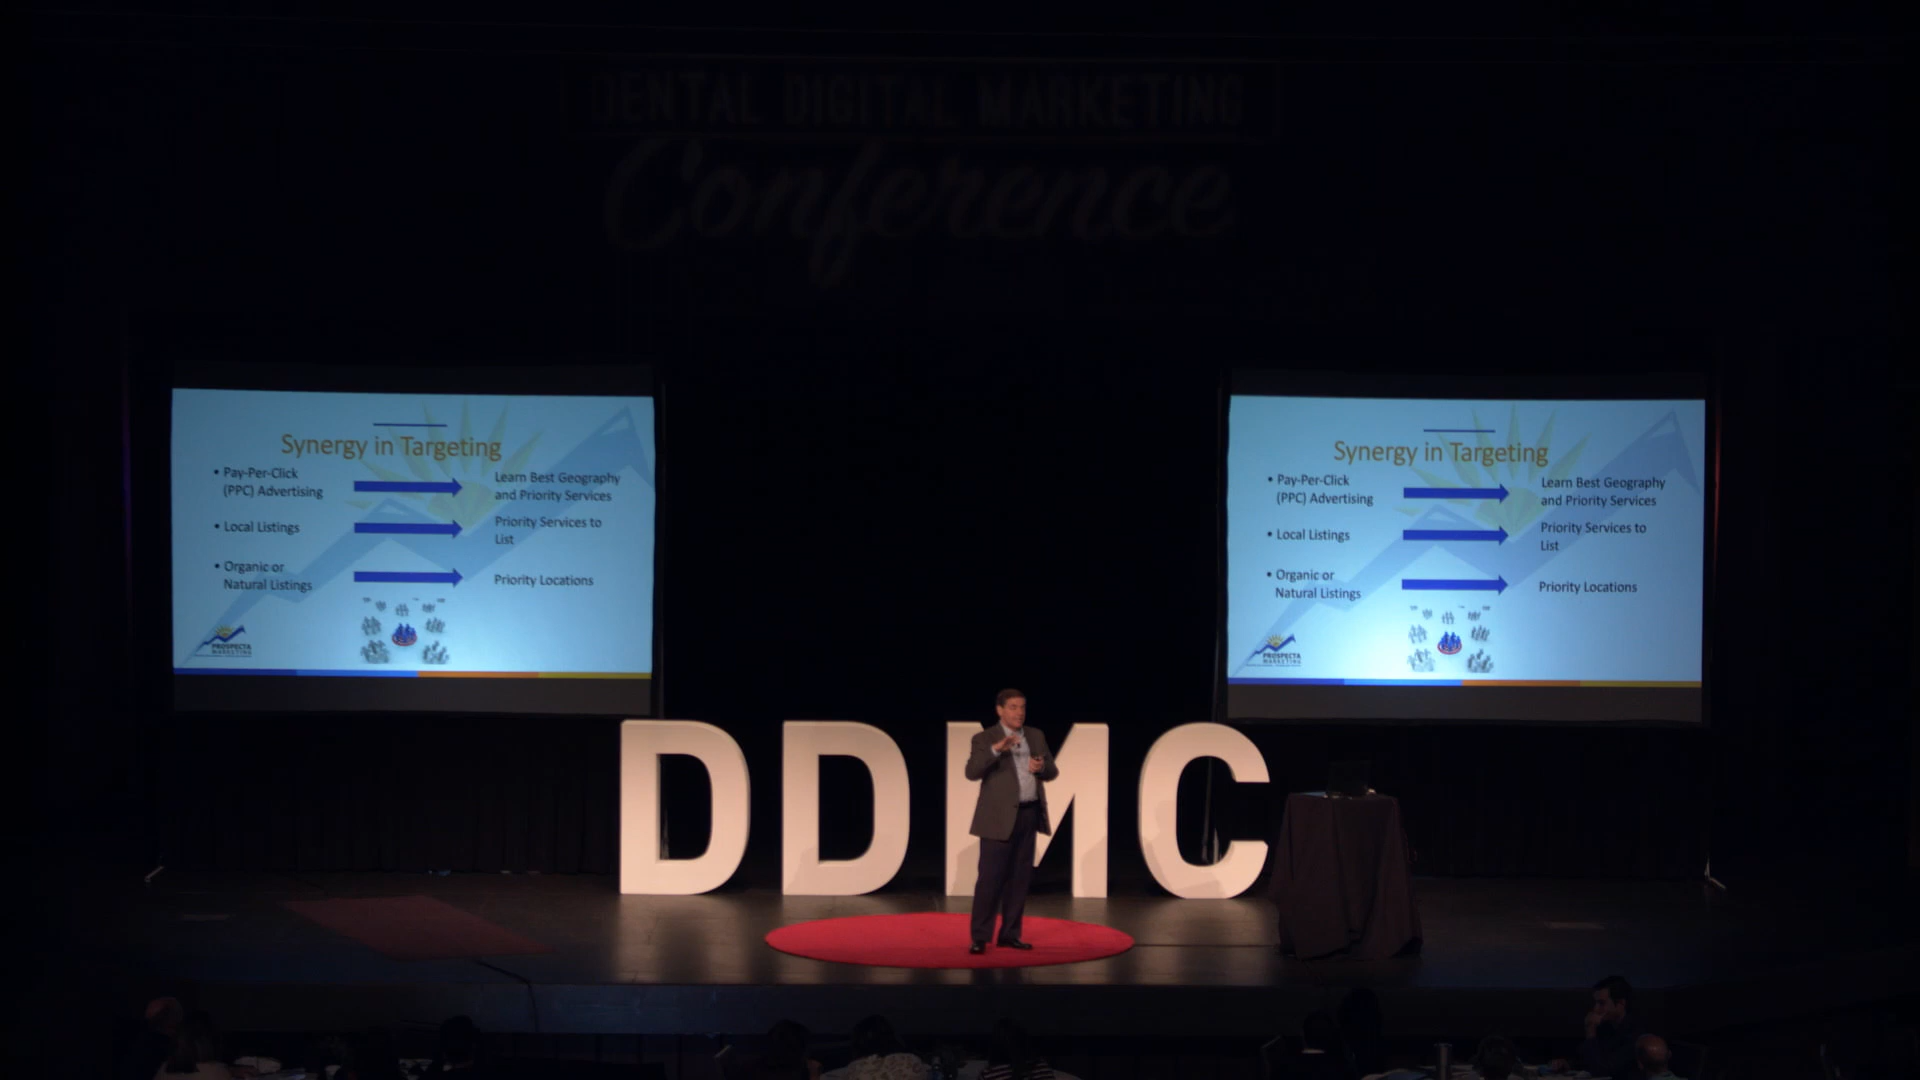 DENTAL DIGITAL MARKETING
Conference
Synergy in Targeting
• Pay-Per-Click
(PPC) Advertising
Learn Best Geography
and Priority Services
• Local Listings
Priority Services to
List
• Organic or
Natural Listings
Priority Locations
PROSPECTA
MARKETING
Synergy in Targeting
• Pay-Per-Click
(PPC) Advertising
Learn Best Geography
and Priority Services
• Local Listings
Priority Services to
List
• Organic or
Natural Listings
Priority Locations
PROSPECTA
MARKETING
DDMC